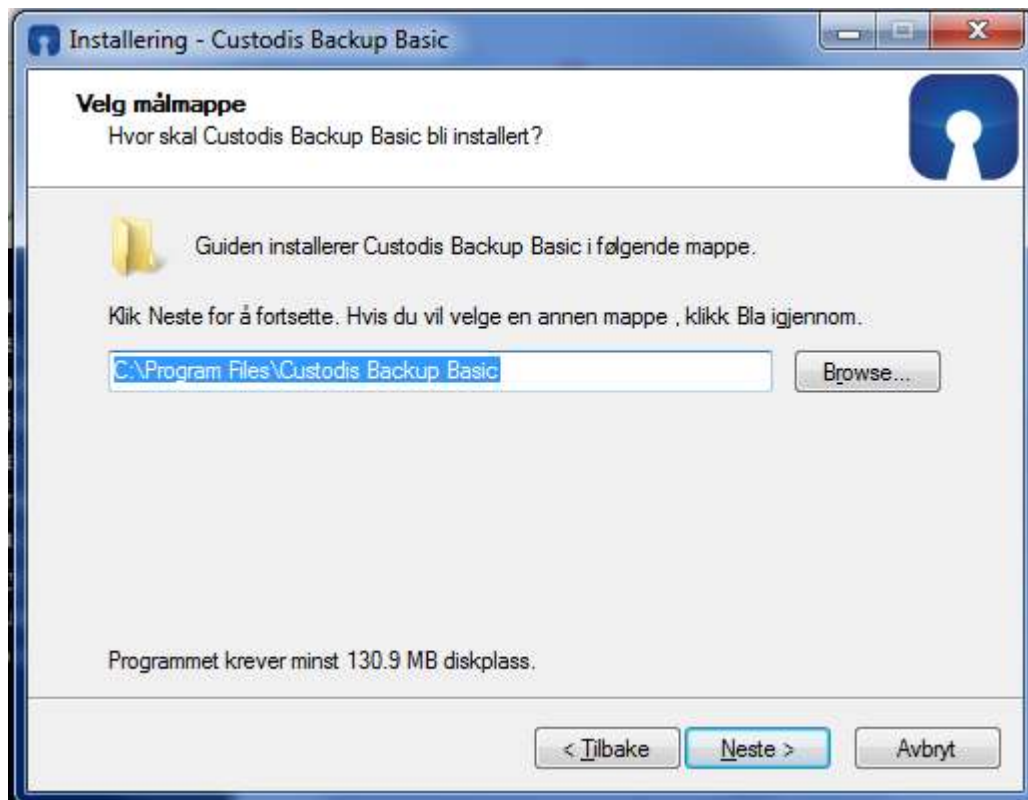 Installering - Custodis Backup Basic
Velg målmappe
Hvor skal Custodis Backup Basic bli installert?
Guiden installerer Custodis Backup Basic i følgende mappe.
Klik Neste for å fortsette. Hvis du vil velge en annen mappe , klikk Bla igjennom.
C:\Program Files\Custodis Backup Basic
Browse...
Programmet krever minst 130.9 MB diskplass.
< Tilbake
Neste >
Avbryt